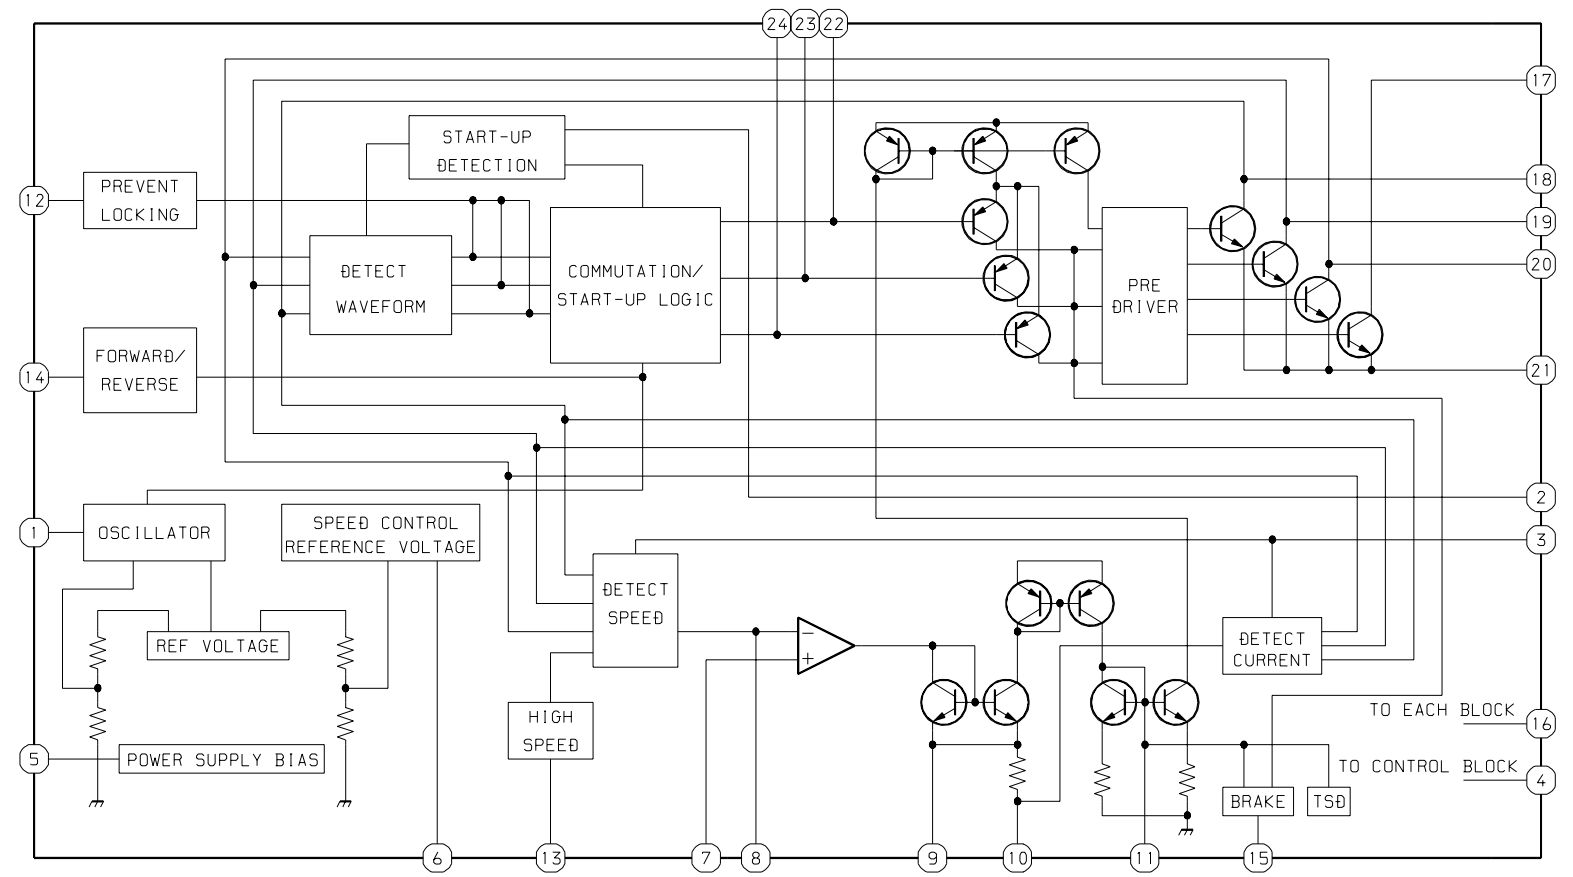 24 23 22
17
START-UP
DETECTION
PREVENT
LOCKING
12
18
19
DETECT
WAVEFORM
COMMUTATION/
START-UP LOGIC
PRE
DRIVER
20
FORWARD/
REVERSE
14
21
2
1
OSCILLATOR
SPEED CONTROL
REFERENCE VOLTAGE
3
DETECT
SPEED
REF VOLTAGE
−
+
DETECT
CURRENT
HIGH
SPEED
TO EACH BLOCK
16
5
POWER SUPPLY BIAS
TO CONTROL BLOCK
4
BRAKE
TSD
6 13 7 8 9 10 11 15